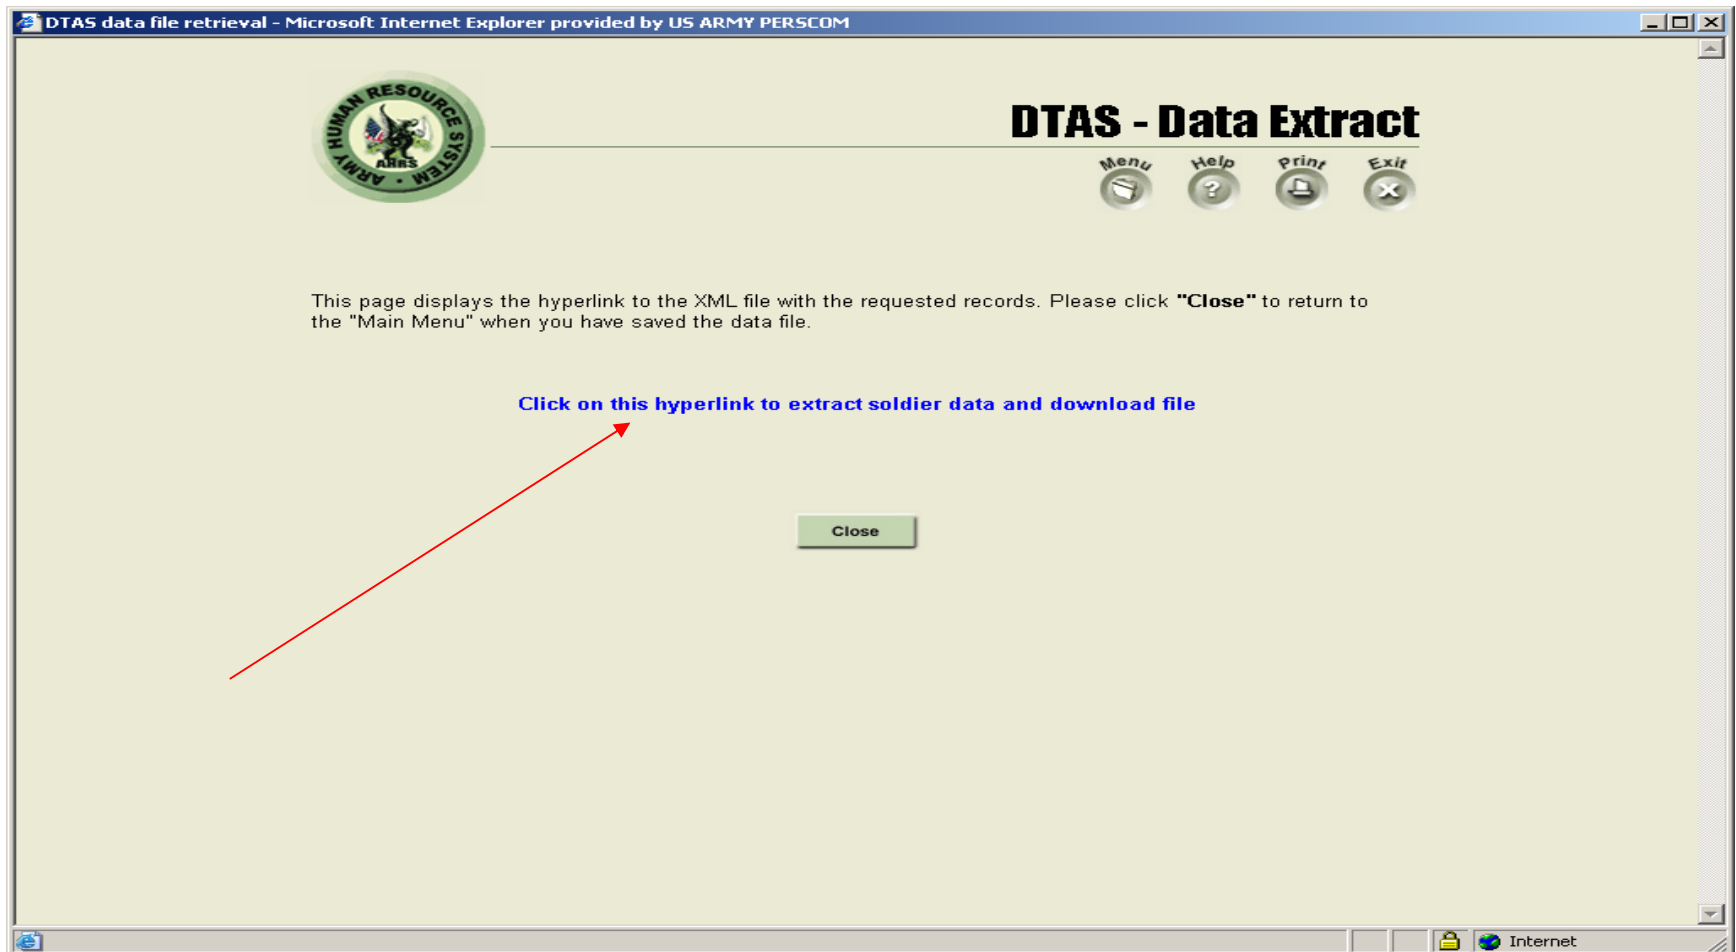 DTAS data file retrieval - Microsoft Internet Explorer provided by US ARMY PERSCOM
ARMY HUMAN RESOURCE SYSTEM
AHRS
ARMY · WEB
DTAS - Data Extract
Menu Help Print Exit
This page displays the hyperlink to the XML file with the requested records. Please click "Close" to return to
the "Main Menu" when you have saved the data file.
Click on this hyperlink to extract soldier data and download file
Close
Internet